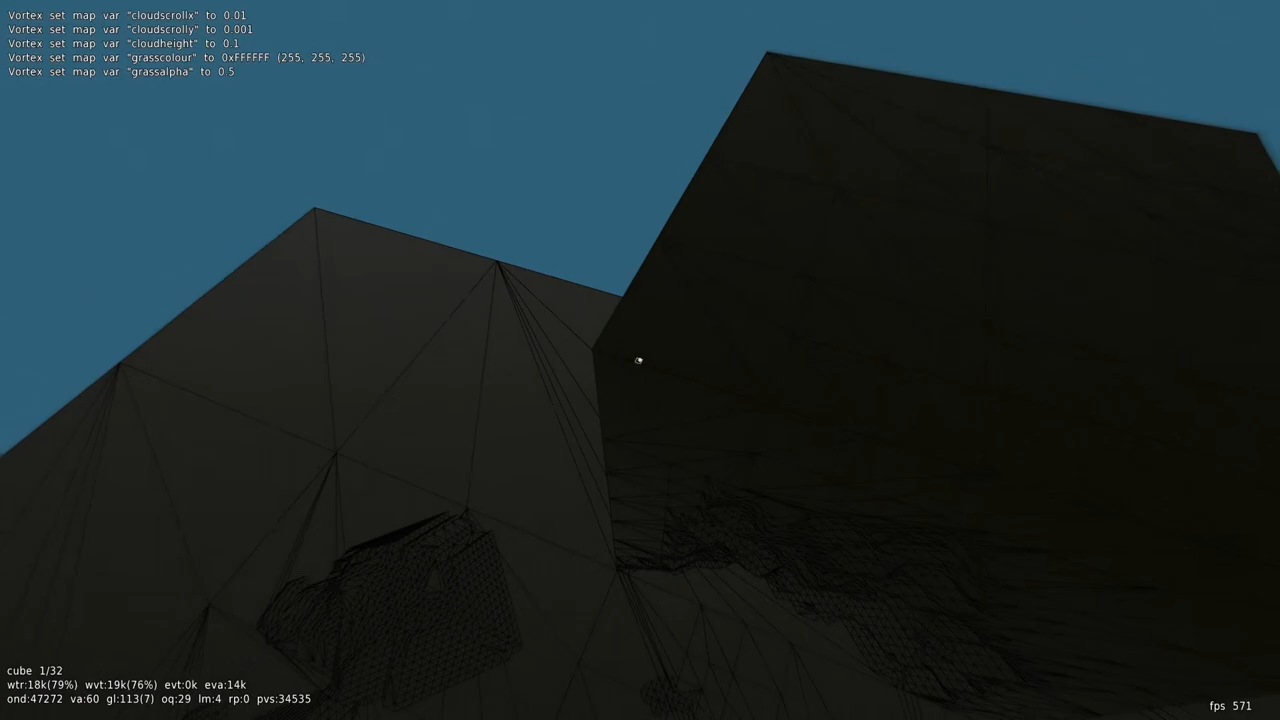 Vortex set map var "cloudscrollx" to 0.01
Vortex set map var "cloudscrolly" to 0.001
Vortex set map var "cloudheight" to 0.1
Vortex set map var "grasscolour" to 0xFFFFFF (255, 255, 255)
Vortex set map var "grassalpha" to 0.5
cube 1/32
wtr:18k(79%) wvt:19k(76%) evt:0k eva:14k
ond:47272 va:60 gl:113(7) oq:29 lm:4 rp:0 pvs:34535
fps 571